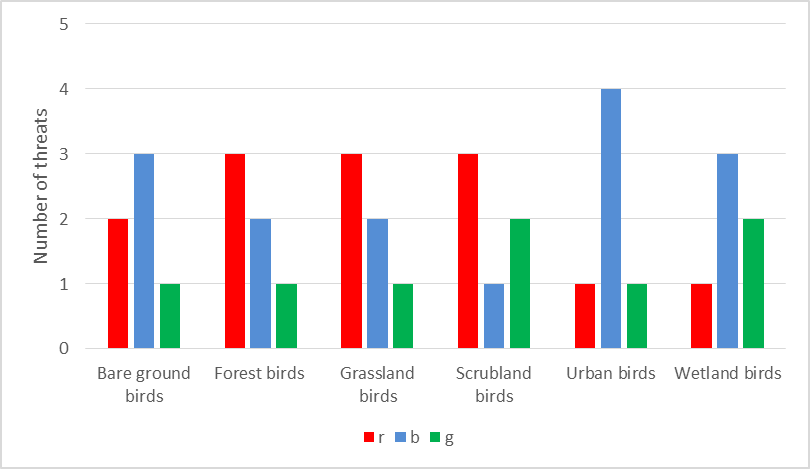 5
4
3
2
1
0
Number of threats
Bare ground
birds
Forest birds
Grassland
birds
Scrubland
birds
Urban birds
Wetland birds
r b g